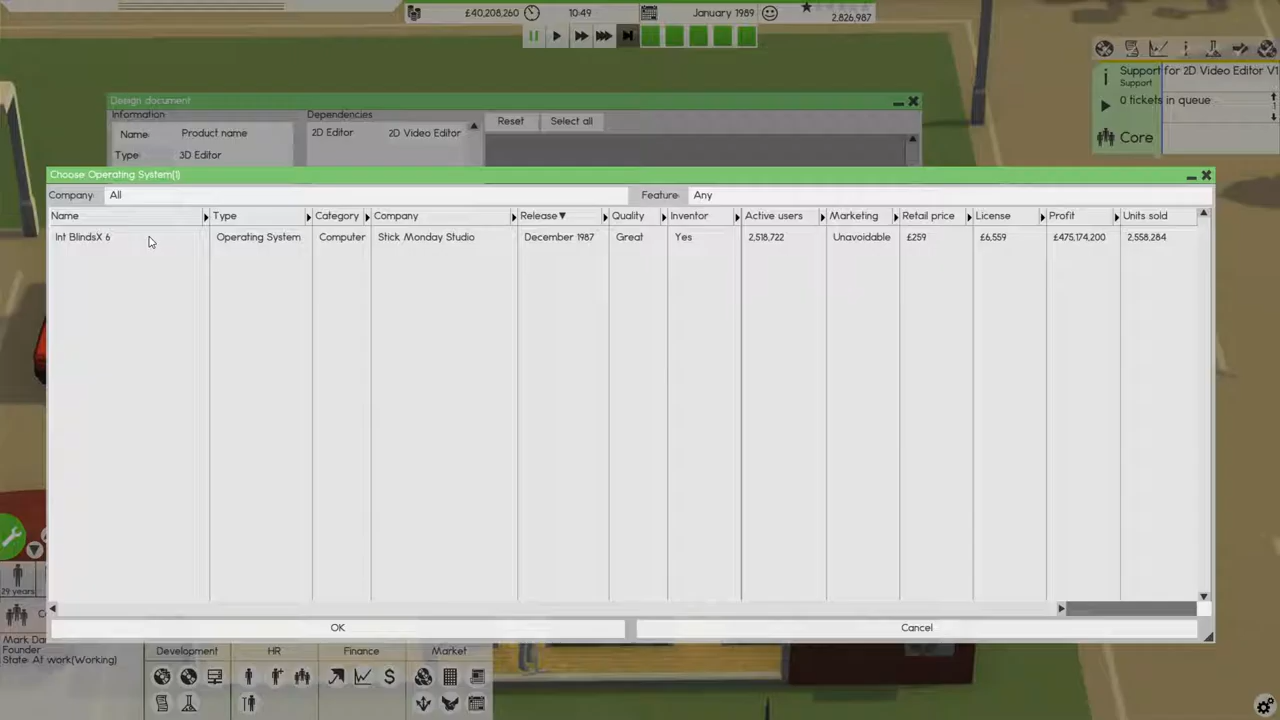 £40,208,260 10:49 January 1989 2,826,987
Support for 2D Video Editor V1
Support
0 tickets in queue
Core
Design document
Information Dependencies Reset Select all
Name: Product name 2D Editor 2D Video Editor
Type: 3D Editor
Choose Operating System(1)
Company: All Feature: Any
Name Type Category Company Release▼ Quality Inventor Active users Marketing Retail price License Profit Units sold
Int BlindsX 6 Operating System Computer Stick Monday Studio December 1987 Great Yes 2,518,722 Unavoidable £259 £6,559 £475,174,200 2,558,284
OK Cancel
29 years
Mark Da
Founder
State: At work(Working)
Development HR Finance Market